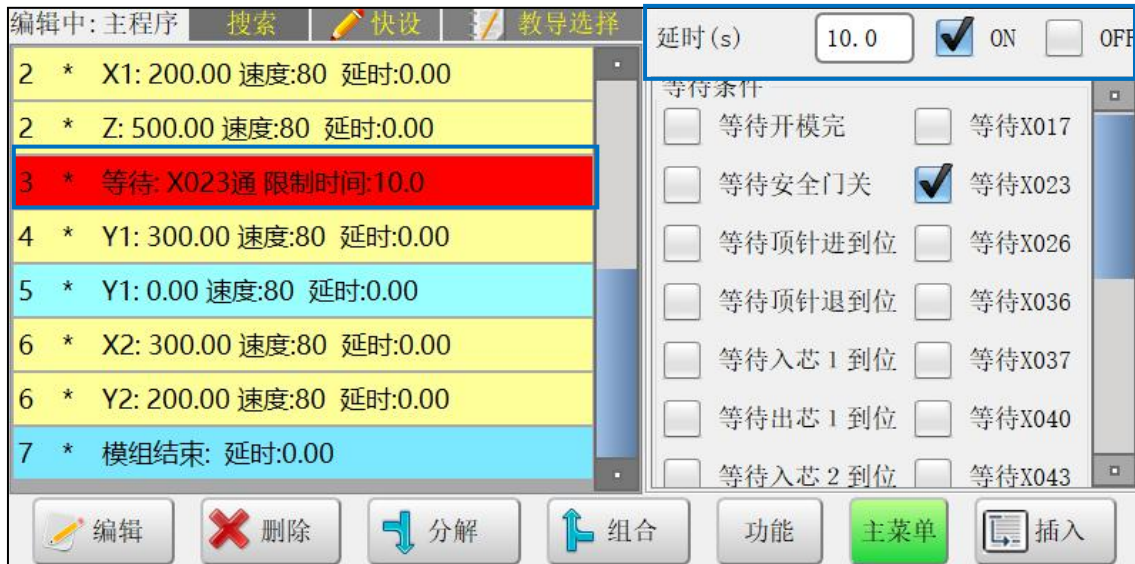 编辑中:主程序 搜索 快设 教导选择
2 * X1: 200.00 速度:80 延时:0.00
2 * Z: 500.00 速度:80 延时:0.00
3 * 等待: X023通 限制时间:10.0
4 * Y1: 300.00 速度:80 延时:0.00
5 * Y1: 0.00 速度:80 延时:0.00
6 * X2: 300.00 速度:80 延时:0.00
6 * Y2: 200.00 速度:80 延时:0.00
7 * 模组结束: 延时:0.00
延时(s) 10.0 ON OFF
等待条件
等待开模完 等待X017
等待安全门关 等待X023
等待顶针进到位 等待X026
等待顶针退到位 等待X036
等待入芯1到位 等待X037
等待出芯1到位 等待X040
等待入芯2到位 等待X043
编辑 删除 分解 组合 功能 主菜单 插入